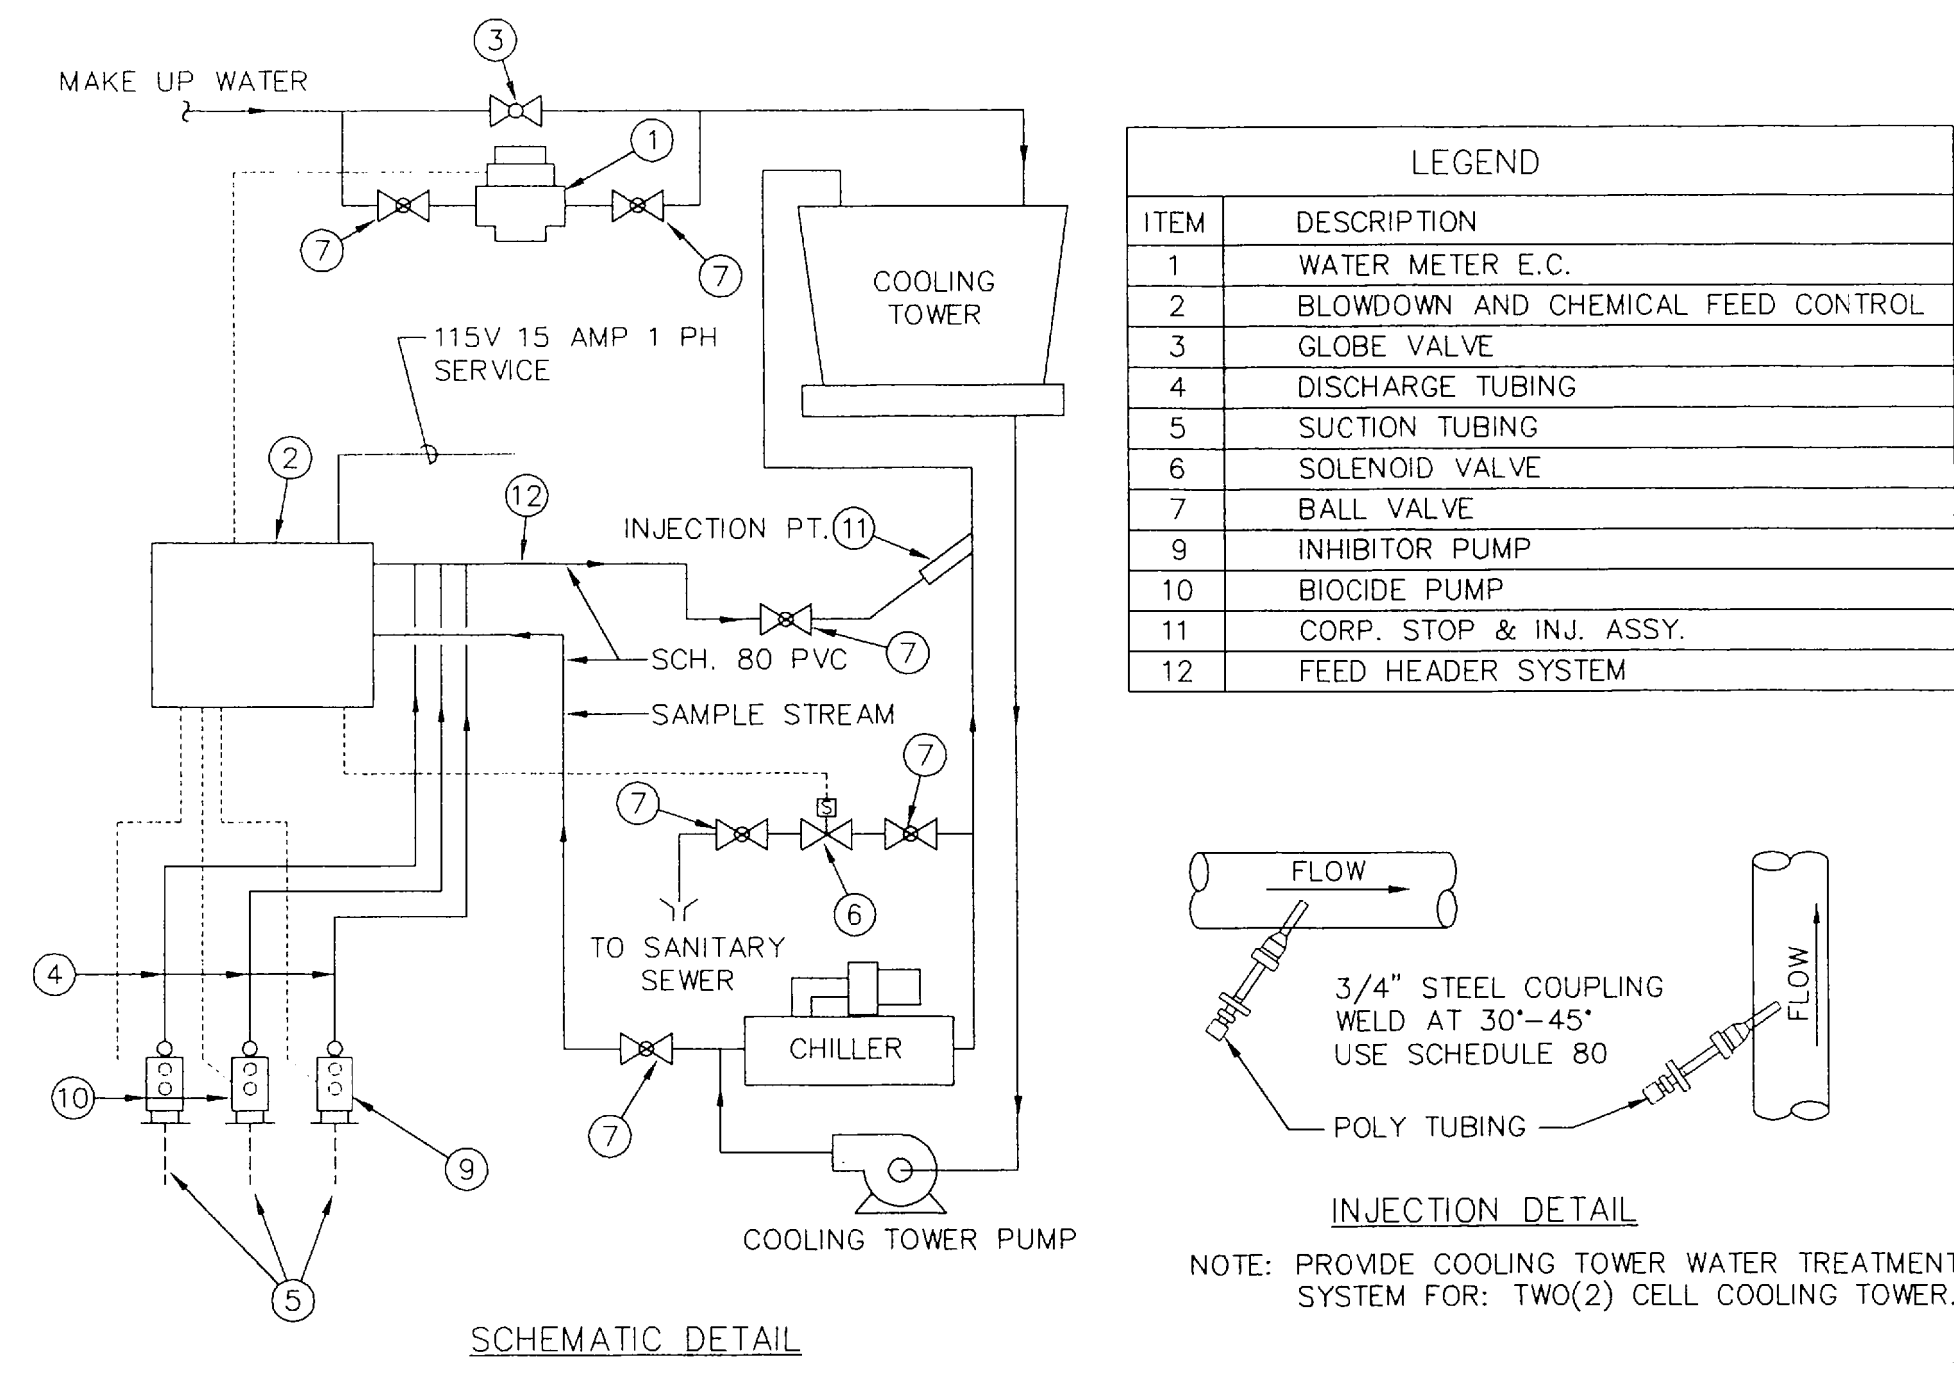 3
MAKE UP WATER
1
7
7
COOLING
TOWER
115V 15 AMP 1 PH
SERVICE
2
12
INJECTION PT. 11
7
SCH. 80 PVC
SAMPLE STREAM
7
7
S
6
TO SANITARY
SEWER
4
CHILLER
10
7
9
5
COOLING TOWER PUMP
SCHEMATIC DETAIL
LEGEND
ITEM DESCRIPTION
1 WATER METER E.C.
2 BLOWDOWN AND CHEMICAL FEED CONTROL
3 GLOBE VALVE
4 DISCHARGE TUBING
5 SUCTION TUBING
6 SOLENOID VALVE
7 BALL VALVE
9 INHIBITOR PUMP
10 BIOCIDE PUMP
11 CORP. STOP & INJ. ASSY.
12 FEED HEADER SYSTEM
FLOW
FLOW
3/4" STEEL COUPLING
WELD AT 30°-45°
USE SCHEDULE 80
POLY TUBING
INJECTION DETAIL
NOTE: PROVIDE COOLING TOWER WATER TREATMENT
SYSTEM FOR: TWO(2) CELL COOLING TOWER.